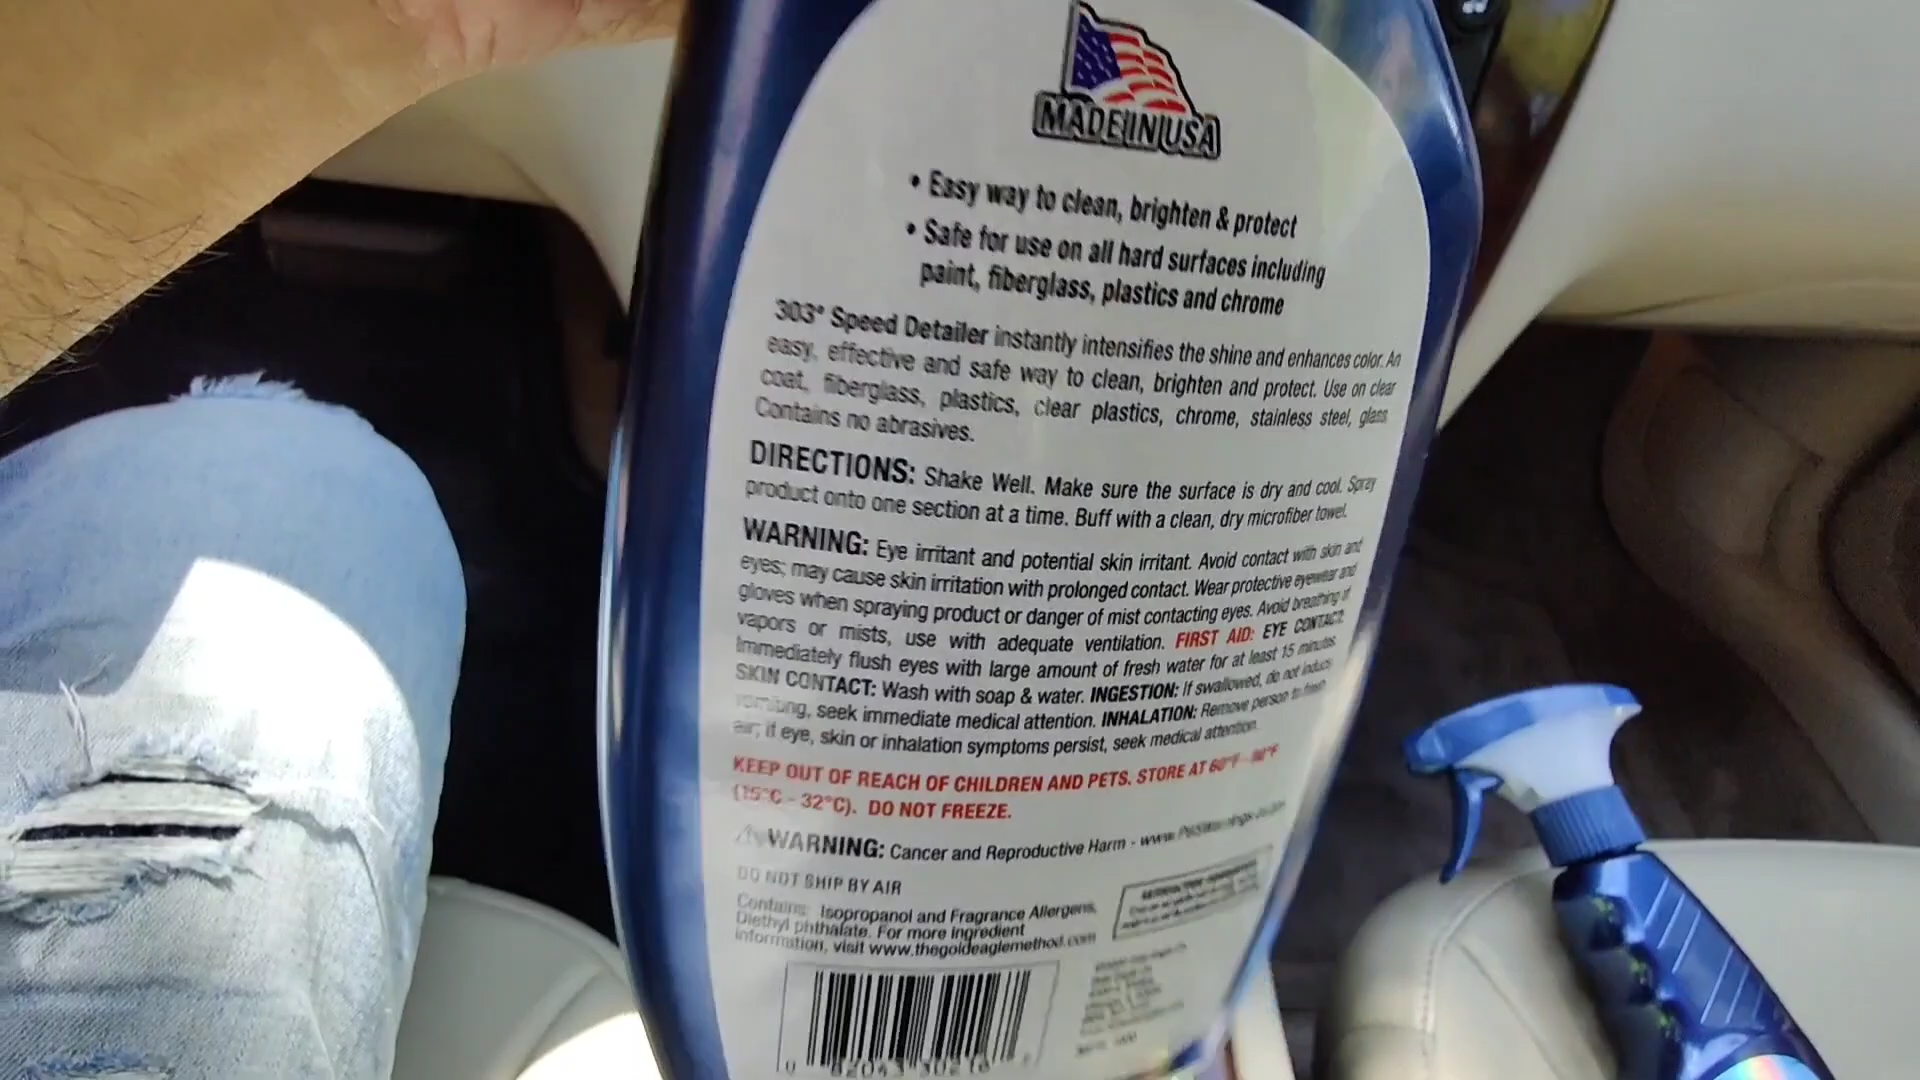 MADE IN USA
• Easy way to clean, brighten & protect
• Safe for use on all hard surfaces including
paint, fiberglass, plastics and chrome
303® Speed Detailer instantly intensifies the shine and enhances color. An
easy, effective and safe way to clean, brighten and protect. Use on clear
coat, fiberglass, plastics, clear plastics, chrome, stainless steel, glass.
Contains no abrasives.
DIRECTIONS: Shake Well. Make sure the surface is dry and cool. Spray
product onto one section at a time. Buff with a clean, dry microfiber towel.
WARNING: Eye irritant and potential skin irritant. Avoid contact with skin and
eyes; may cause skin irritation with prolonged contact. Wear protective eyewear and
gloves when spraying product or danger of mist contacting eyes. Avoid breathing of
vapors or mists, use with adequate ventilation. FIRST AID: EYE CONTACT:
Immediately flush eyes with large amount of fresh water for at least 15 minutes.
SKIN CONTACT: Wash with soap & water. INGESTION: If swallowed, do not induce
vomiting, seek immediate medical attention. INHALATION: Remove person to fresh
air; if eye, skin or inhalation symptoms persist, seek medical attention.
KEEP OUT OF REACH OF CHILDREN AND PETS. STORE AT 60°F - 90°F
(15°C - 32°C). DO NOT FREEZE.
WARNING: Cancer and Reproductive Harm - www.P65Warnings.ca.gov
DO NOT SHIP BY AIR
Contains: Isopropanol and Fragrance Allergens,
Diethyl phthalate. For more ingredient
information, visit www.thegoldeaglemethod.com
0 82043 30216